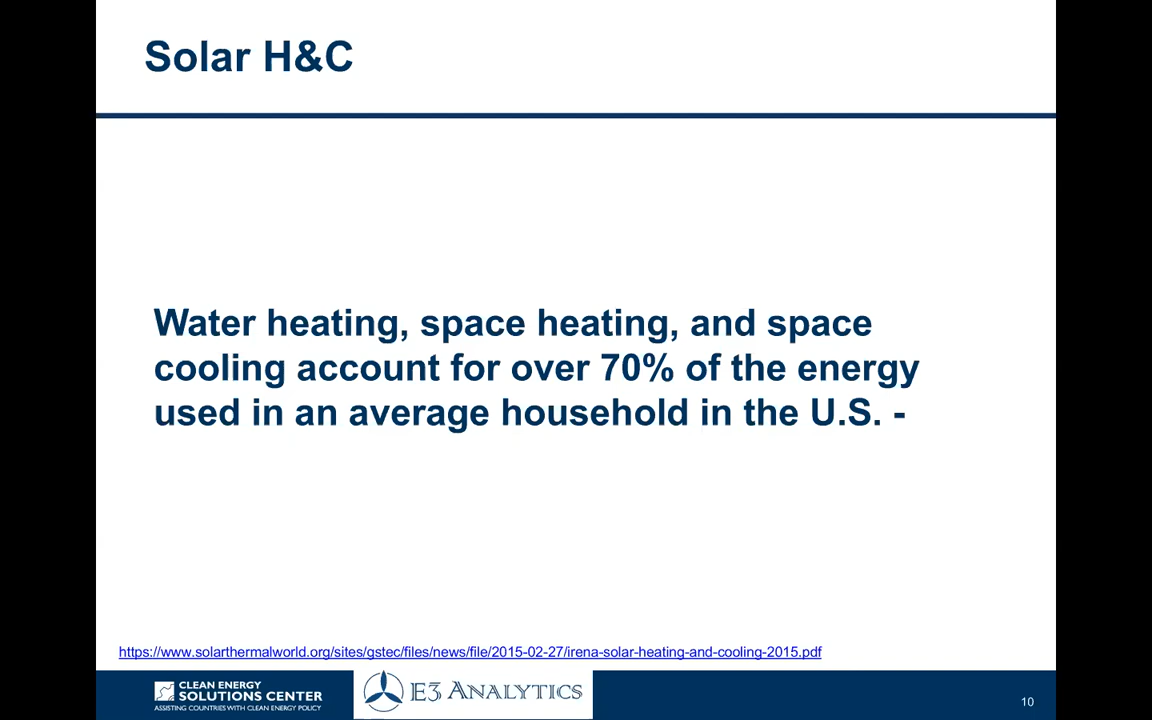 Solar H&C
Water heating, space heating, and space
cooling account for over 70% of the energy
used in an average household in the U.S. -
https://www.solarthermalworld.org/sites/gstec/files/news/file/2015-02-27/irena-solar-heating-and-cooling-2015.pdf
CLEAN ENERGY
SOLUTIONS CENTER
ASSISTING COUNTRIES WITH CLEAN ENERGY POLICY
E3 ANALYTICS
10